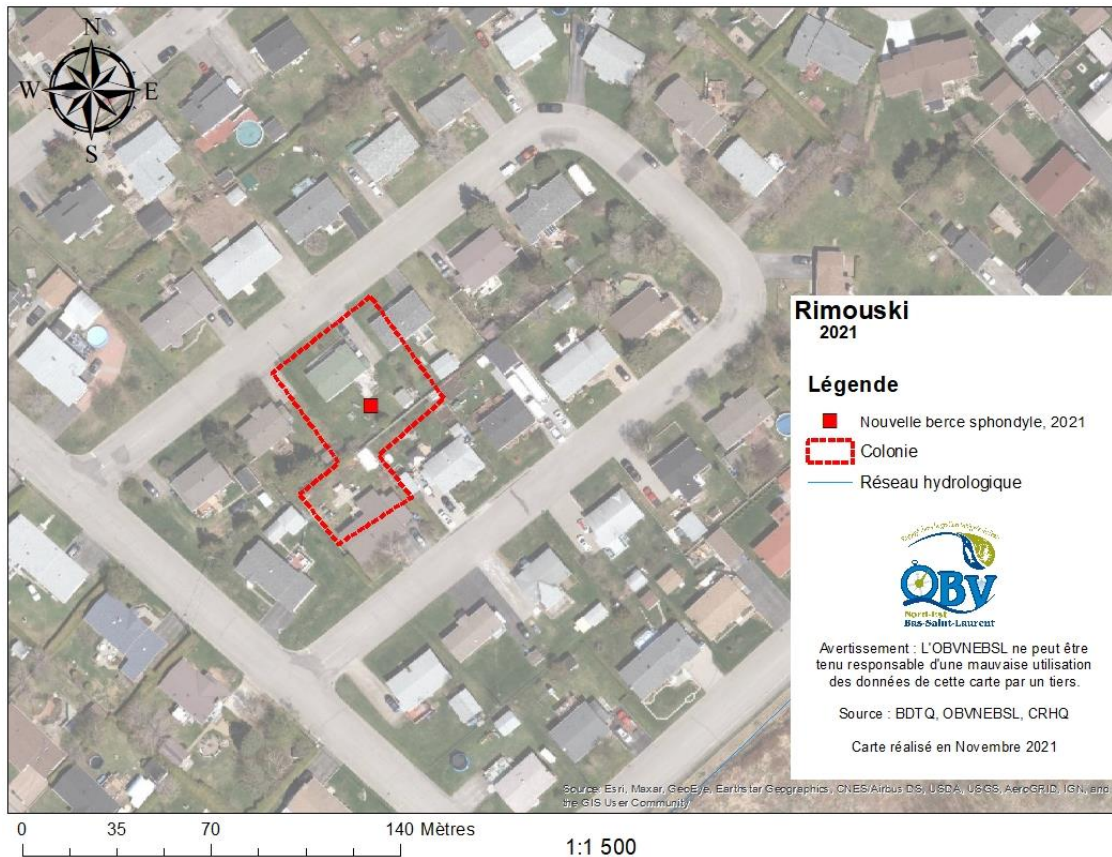 N
W E
S
Rimouski
2021
Légende
Nouvelle berce sphondyle, 2021
Colonie
Réseau hydrologique
OBV
Nord-Est
Bas-Saint-Laurent
Avertissement : L'OBVNEBSL ne peut être
tenu responsable d'une mauvaise utilisation
des données de cette carte par un tiers.
Source : BDTQ, OBVNEBSL, CRHQ
Carte réalisé en Novembre 2021
Source: Esri, Maxar, GeoEye, Earthstar Geographics, CNES/Airbus DS, USDA, USGS, AeroGRID, IGN, and
the GIS User Community
0 35 70 140 Mètres
1:1 500